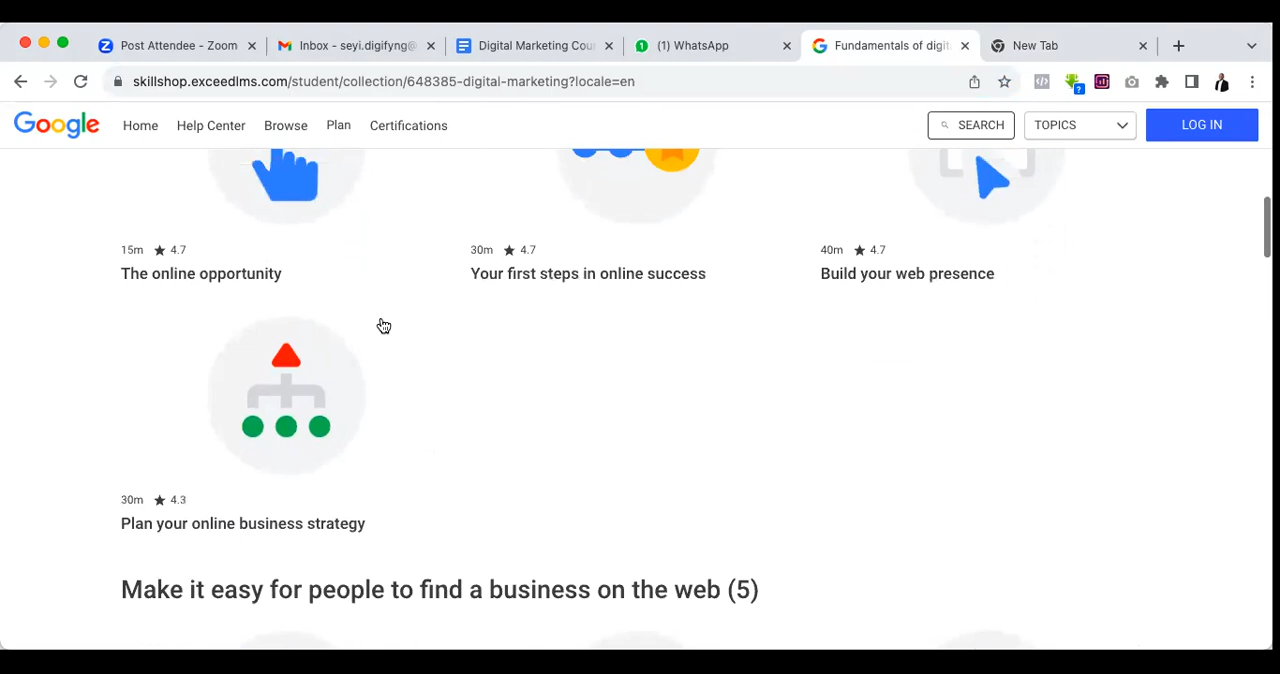 Post Attendee - Zoom
Inbox - seyi.digifyng@
Digital Marketing Cou
1 (1) WhatsApp
Fundamentals of digit
New Tab
skillshop.exceedlms.com/student/collection/648385-digital-marketing?locale=en
Google Home Help Center Browse Plan Certifications SEARCH TOPICS LOG IN
15m ★ 4.7
30m ★ 4.7
40m ★ 4.7
The online opportunity
Your first steps in online success
Build your web presence
30m ★ 4.3
Plan your online business strategy
Make it easy for people to find a business on the web (5)